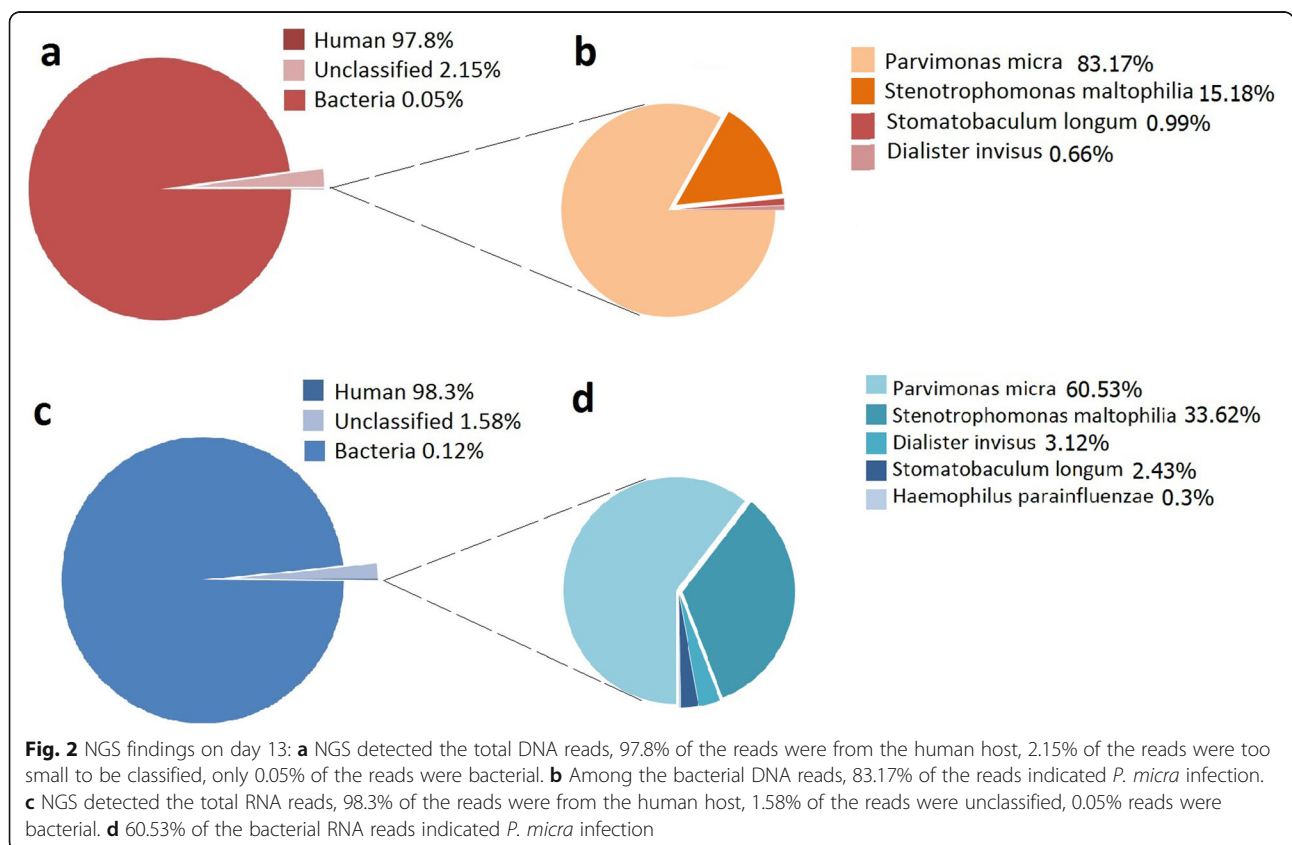 a
Human 97.8%
Unclassified 2.15%
Bacteria 0.05%
b
Parvimonas micra 83.17%
Stenotrophomonas maltophilia 15.18%
Stomatobaculum longum 0.99%
Dialister invisus 0.66%
c
Human 98.3%
Unclassified 1.58%
Bacteria 0.12%
d
Parvimonas micra 60.53%
Stenotrophomonas maltophilia 33.62%
Dialister invisus 3.12%
Stomatobaculum longum 2.43%
Haemophilus parainfluenzae 0.3%
Fig. 2 NGS findings on day 13: a NGS detected the total DNA reads, 97.8% of the reads were from the human host, 2.15% of the reads were too
small to be classified, only 0.05% of the reads were bacterial. b Among the bacterial DNA reads, 83.17% of the reads indicated P. micra infection.
c NGS detected the total RNA reads, 98.3% of the reads were from the human host, 1.58% of the reads were unclassified, 0.05% reads were
bacterial. d 60.53% of the bacterial RNA reads indicated P. micra infection